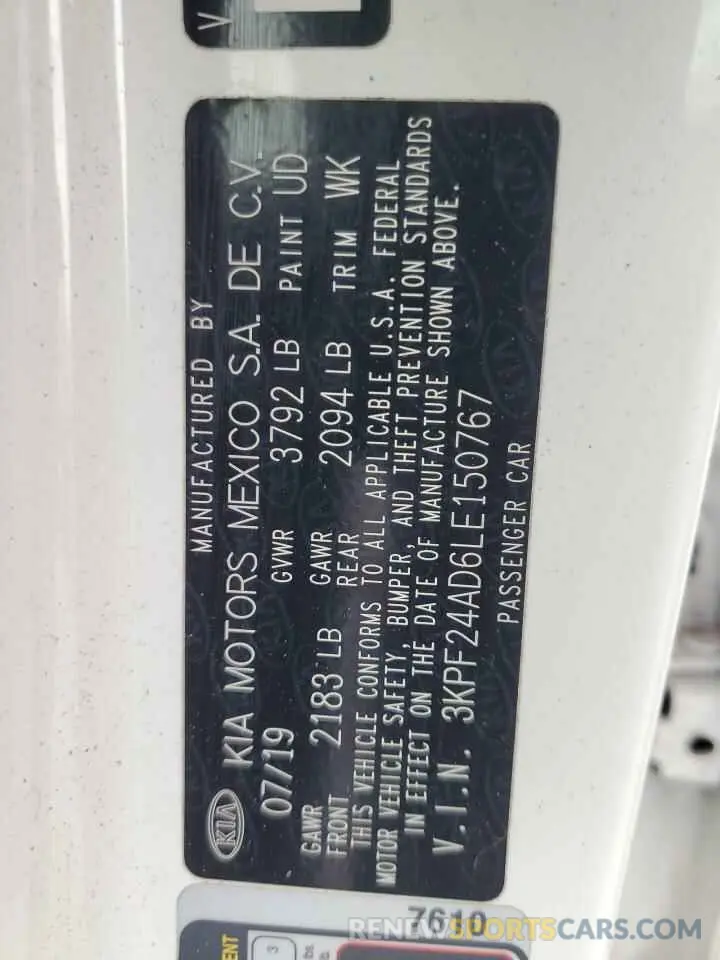 V
MANUFACTURED BY
KIA MOTORS MEXICO S.A. DE C.V.
KIA
07/19 GVWR 3792 LB PAINT UD
GAWR FRONT 2183 LB GAWR REAR 2094 LB TRIM WK
THIS VEHICLE CONFORMS TO ALL APPLICABLE U.S.A. FEDERAL
MOTOR VEHICLE SAFETY, BUMPER, AND THEFT PREVENTION STANDARDS
IN EFFECT ON THE DATE OF MANUFACTURE SHOWN ABOVE.
V.I.N. 3KPF24AD6LE150767
PASSENGER CAR
7610
3
lbs.
RENEWSPORTSCARS.COM